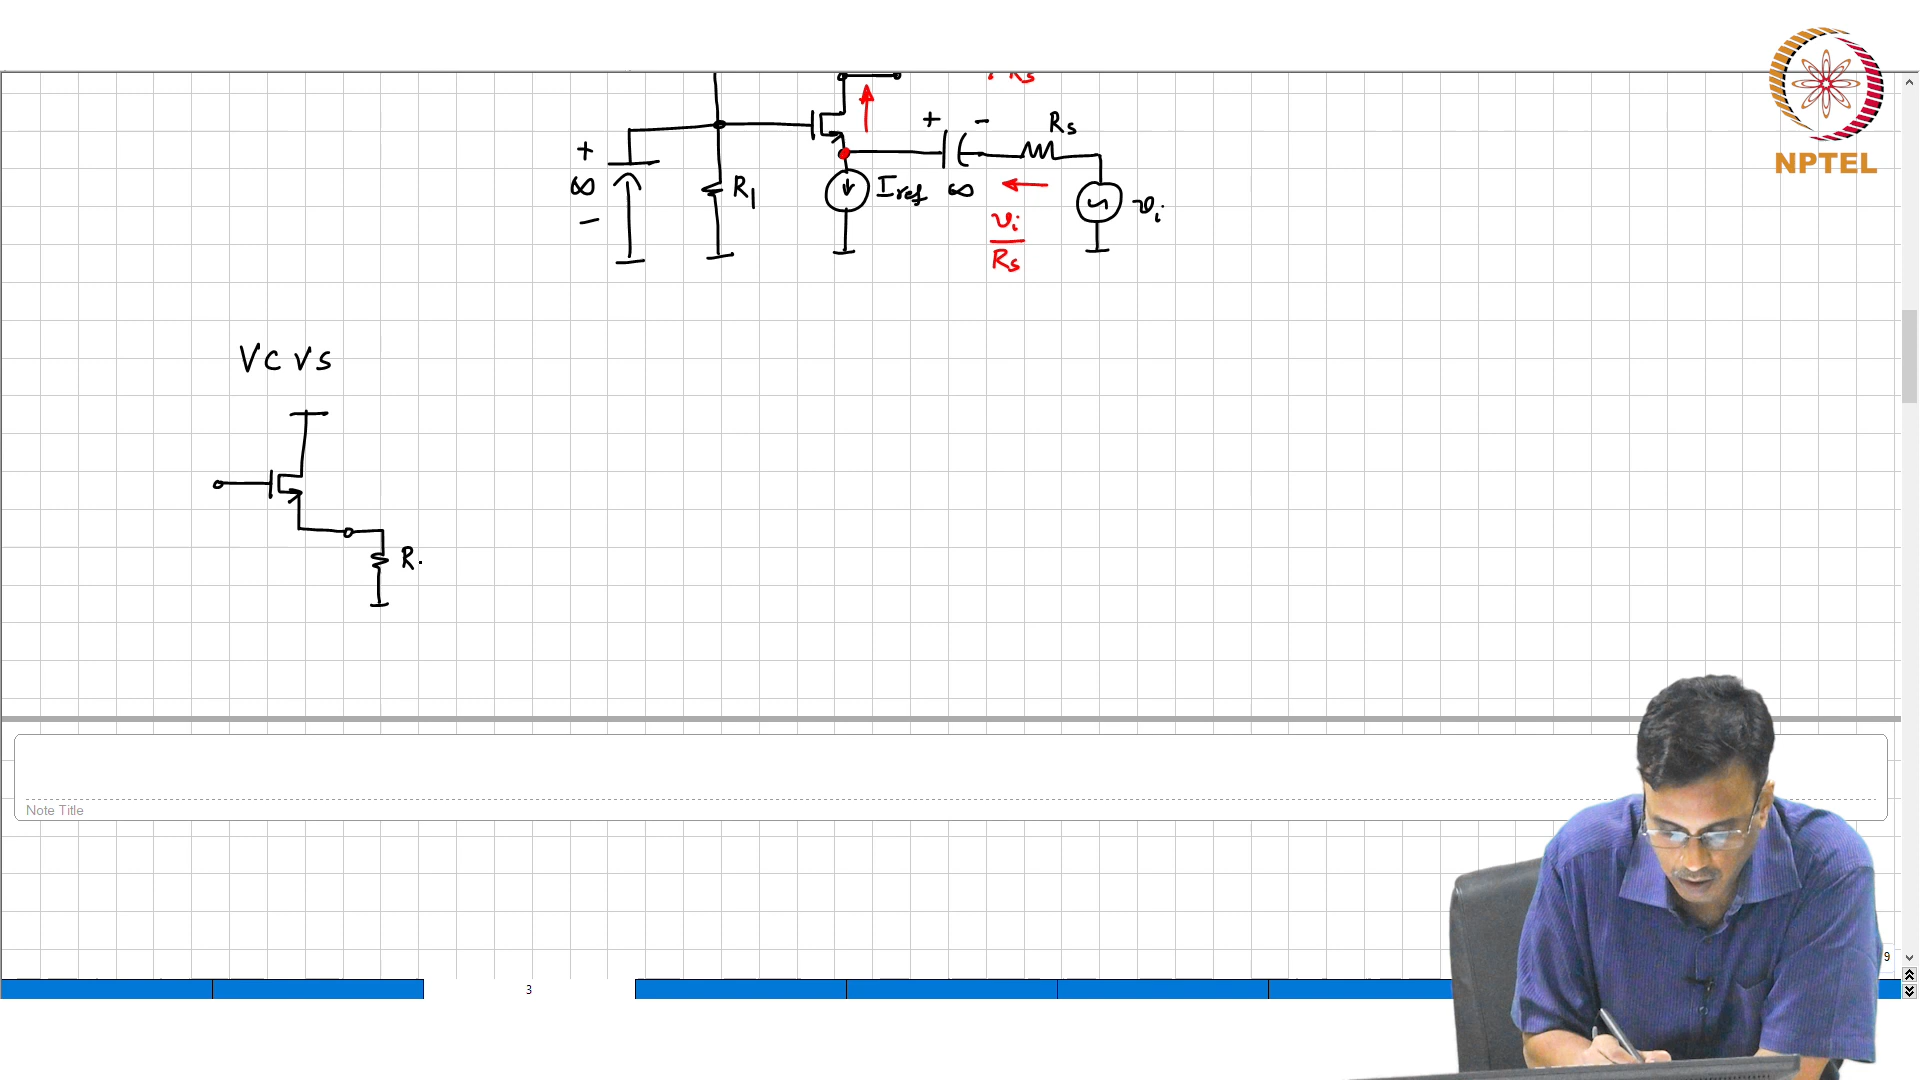 Rs
+ -
Rs
+
∞
-
R1
Iref
∞
vi
vi
Rs
NPTEL
VCVS
R.
Note Title
9
3